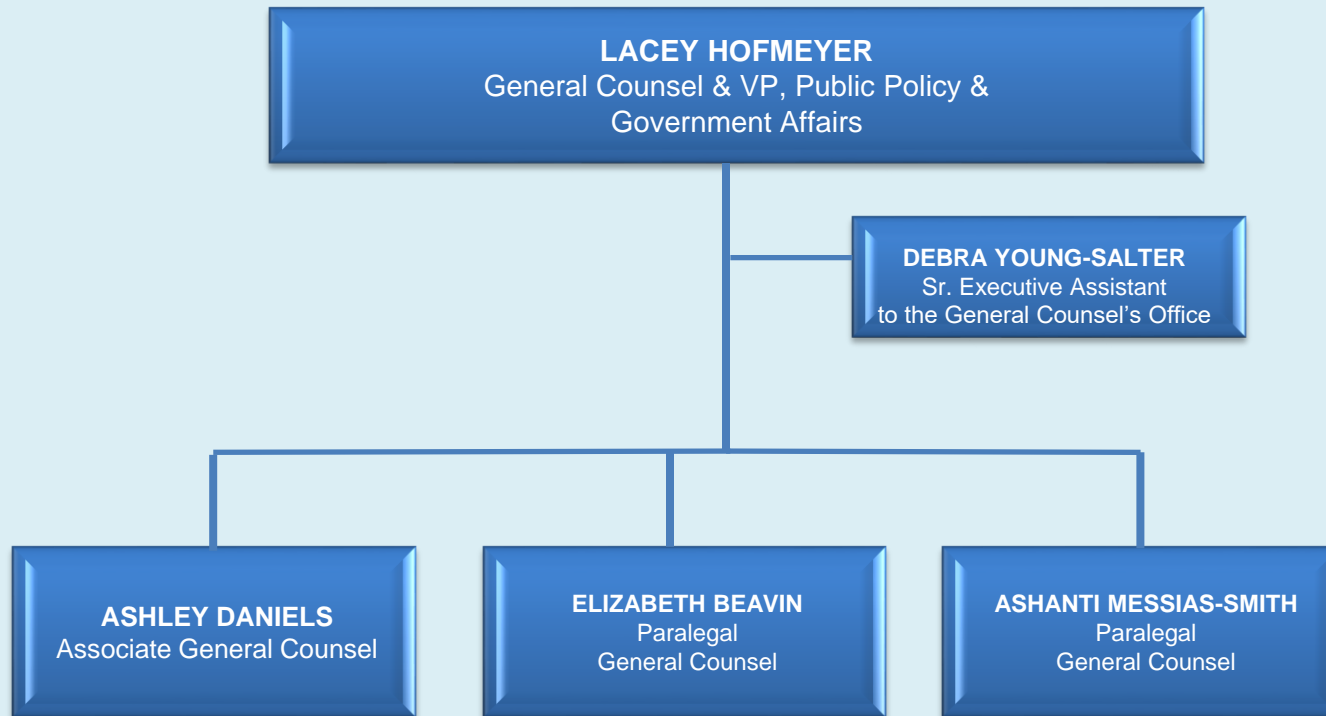 LACEY HOFMEYER
General Counsel & VP, Public Policy &
Government Affairs
DEBRA YOUNG-SALTER
Sr. Executive Assistant
to the General Counsel’s Office
ASHLEY DANIELS
Associate General Counsel
ELIZABETH BEAVIN
Paralegal
General Counsel
ASHANTI MESSIAS-SMITH
Paralegal
General Counsel